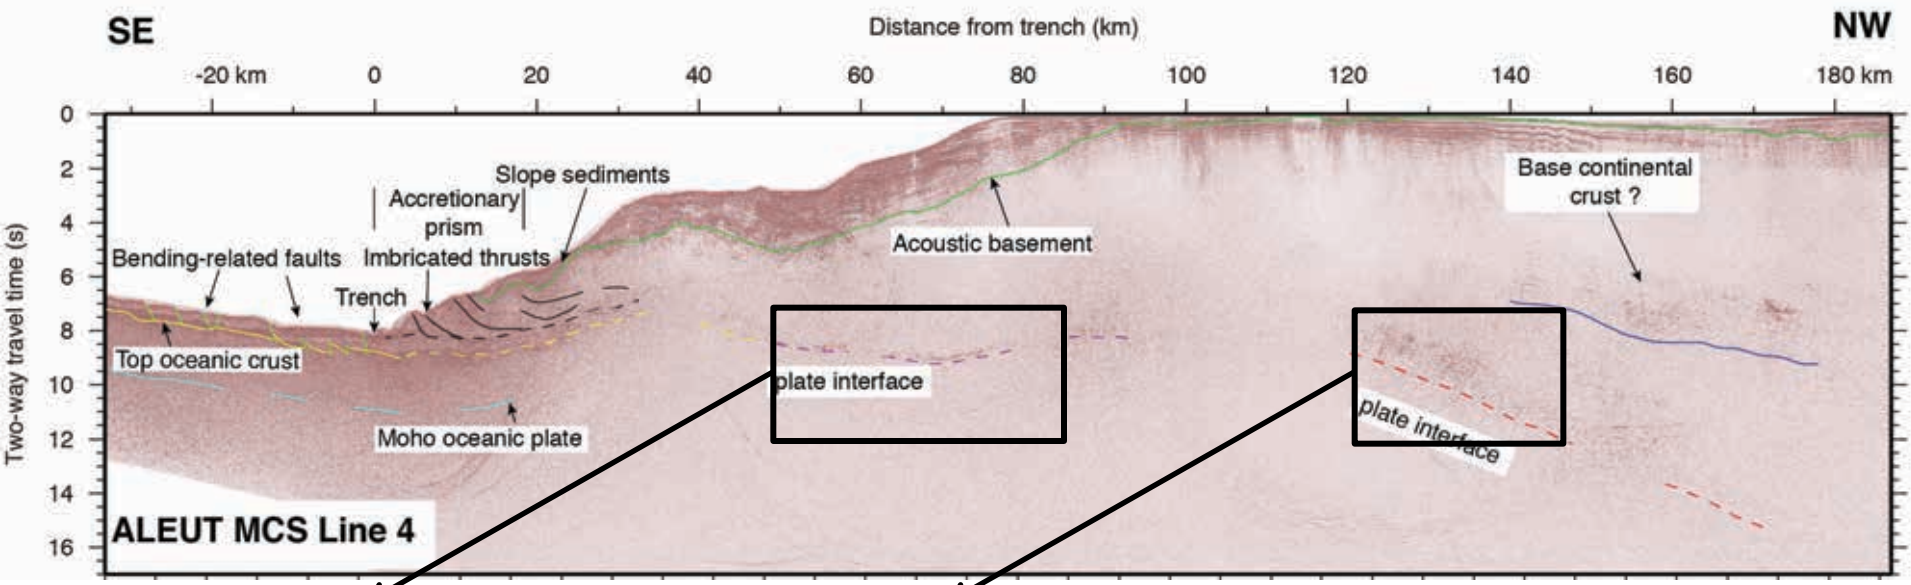 SE
Distance from trench (km)
NW
-20 km 0 20 40 60 80 100 120 140 160 180 km
Two-way travel time (s)
0
2
4
6
8
10
12
14
16
Slope sediments
Accretionary
prism
Base continental
crust ?
Acoustic basement
Bending-related faults
Imbricated thrusts
Trench
Top oceanic crust
plate interface
plate interface
Moho oceanic plate
ALEUT MCS Line 4